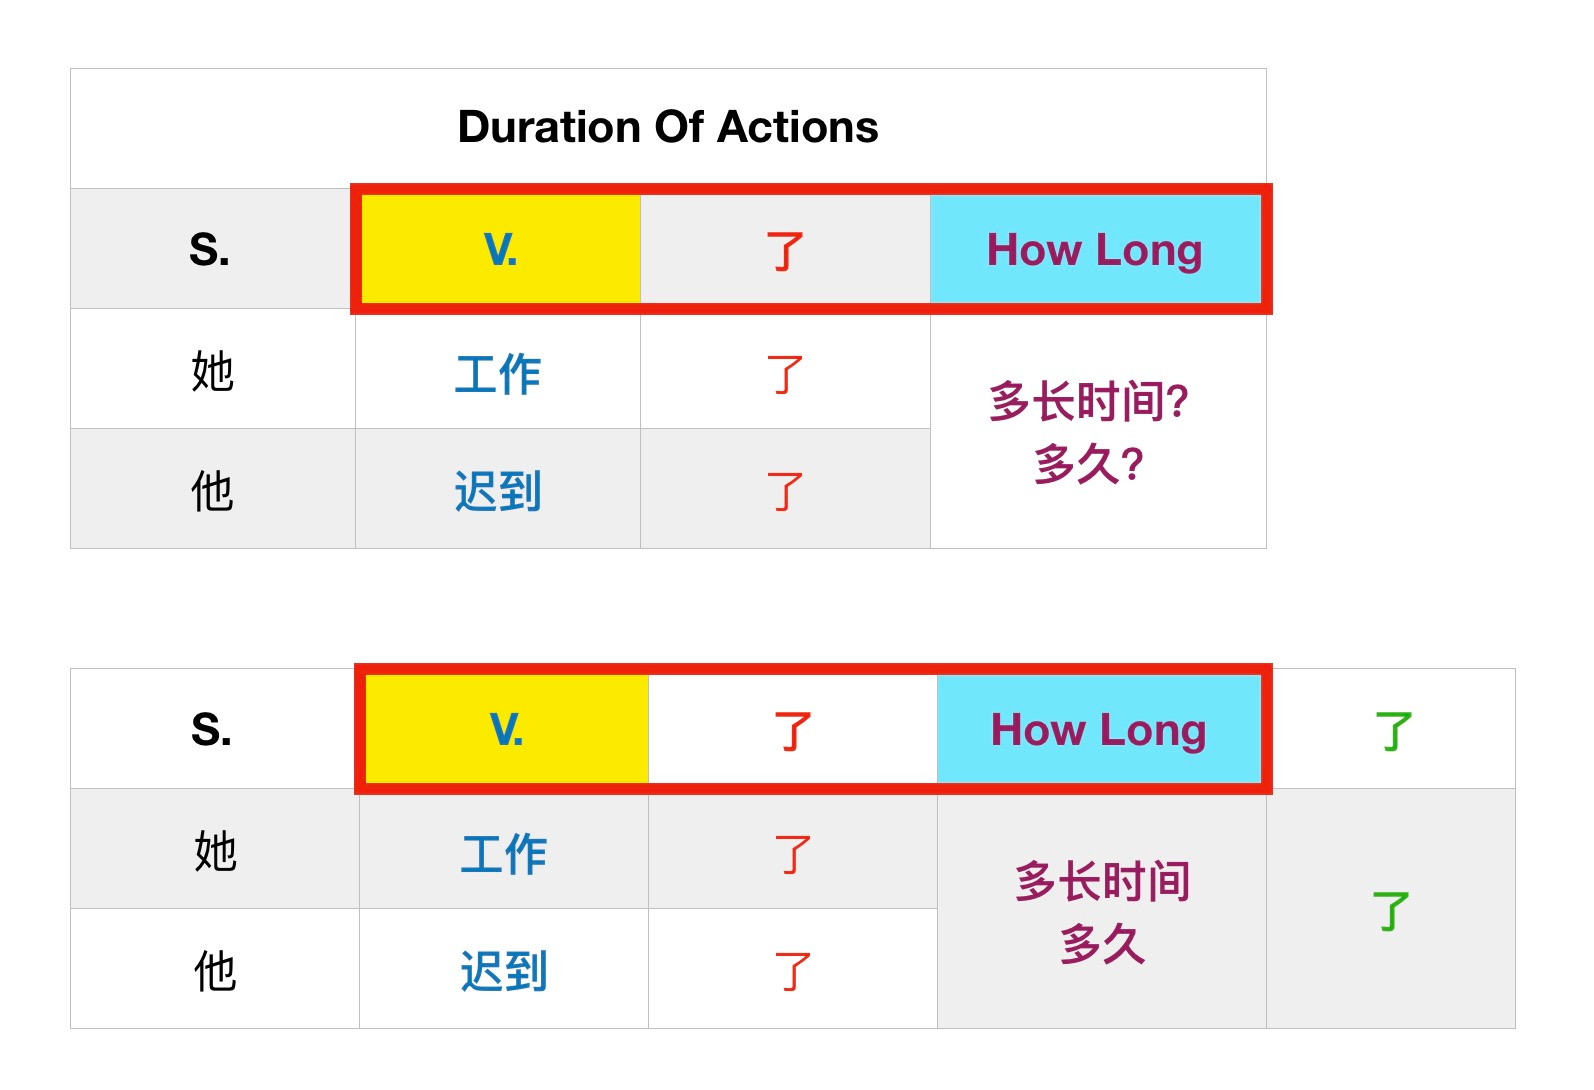 Duration Of Actions
S. V. 了 How Long
她 工作 了 多长时间?
多久?
他 迟到 了
S. V. 了 How Long 了
她 工作 了 多长时间
多久 了
他 迟到 了